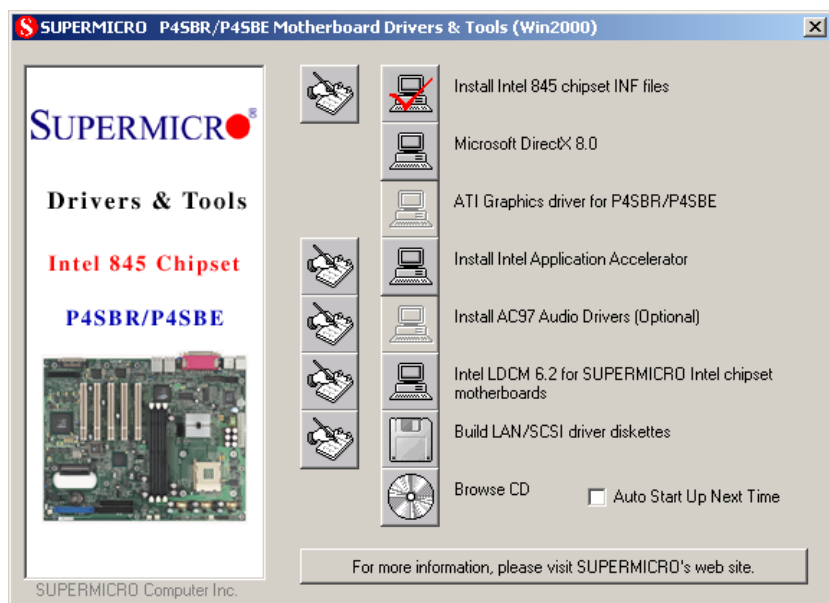 SUPERMICRO P4SBR/P4SBE Motherboard Drivers & Tools (Win2000)
SUPERMICRO®
Drivers & Tools
Intel 845 Chipset
P4SBR/P4SBE
SUPERMICRO Computer Inc.
Install Intel 845 chipset INF files
Microsoft DirectX 8.0
ATI Graphics driver for P4SBR/P4SBE
Install Intel Application Accelerator
Install AC97 Audio Drivers (Optional)
Intel LDCM 6.2 for SUPERMICRO Intel chipset
motherboards
Build LAN/SCSI driver diskettes
Browse CD
Auto Start Up Next Time
For more information, please visit SUPERMICRO's web site.